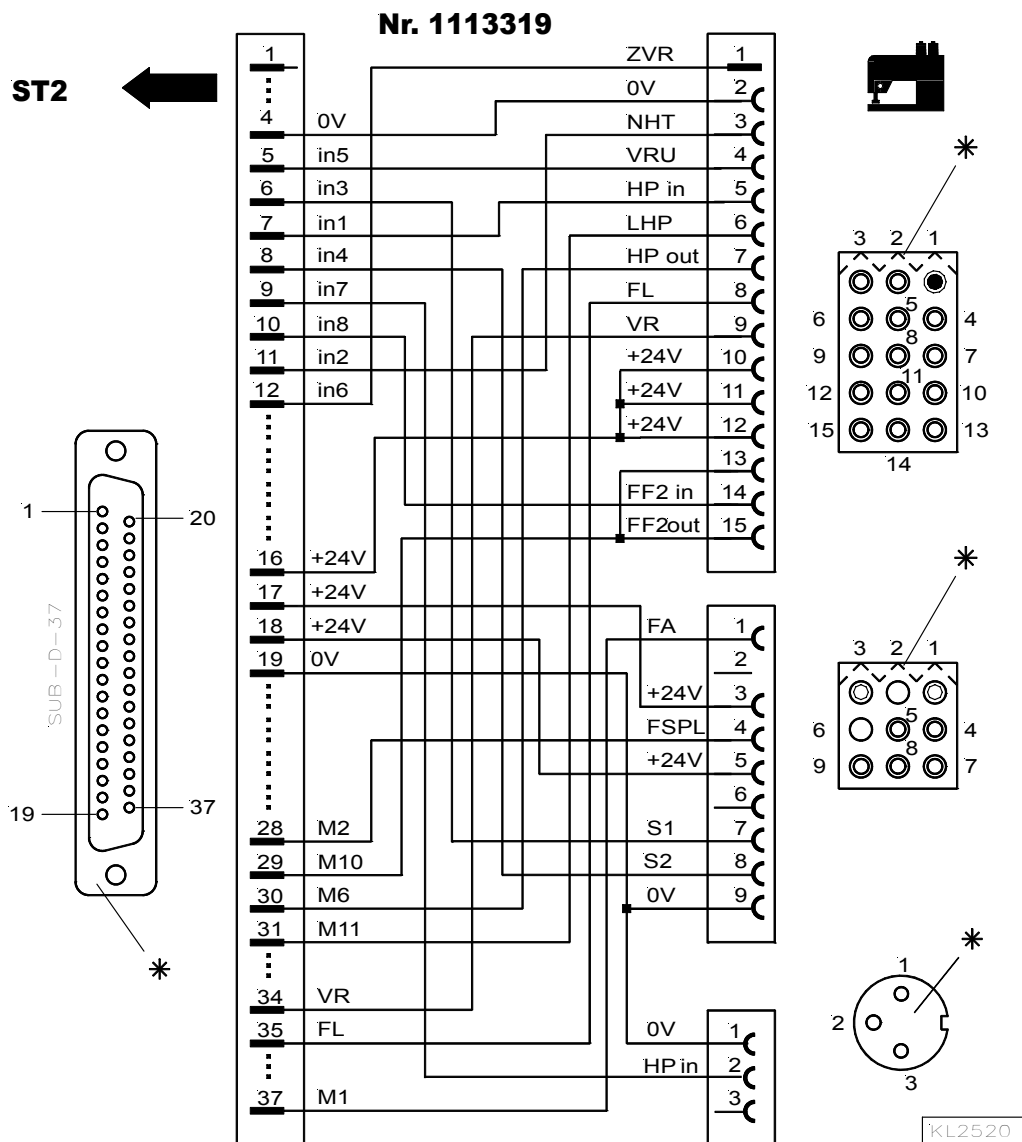 Nr. 1113319
ST2
1 ZVR 1
0V 2
4 0V NHT 3
5 in5 VRU 4
6 in3 HP in 5
7 in1 LHP 6
8 in4 HP out 7
9 in7 FL 8
10 in8 VR 9
11 in2 +24V 10
12 in6 +24V 11
+24V 12
13
FF2 in 14
FF2out 15
16 +24V
17 +24V
18 +24V FA 1
19 0V 2
+24V 3
FSPL 4
+24V 5
6
28 M2 S1 7
29 M10 S2 8
30 M6 0V 9
31 M11
34 VR
35 FL 0V 1
HP in 2
37 M1 3
1 20
SUB-D-37
19 37
*
*
3 2 1
5
6 4
8
9 7
11
12 10
15 13
14
*
3 2 1
5
6 4
8
9 7
*
1
2
3
KL2520